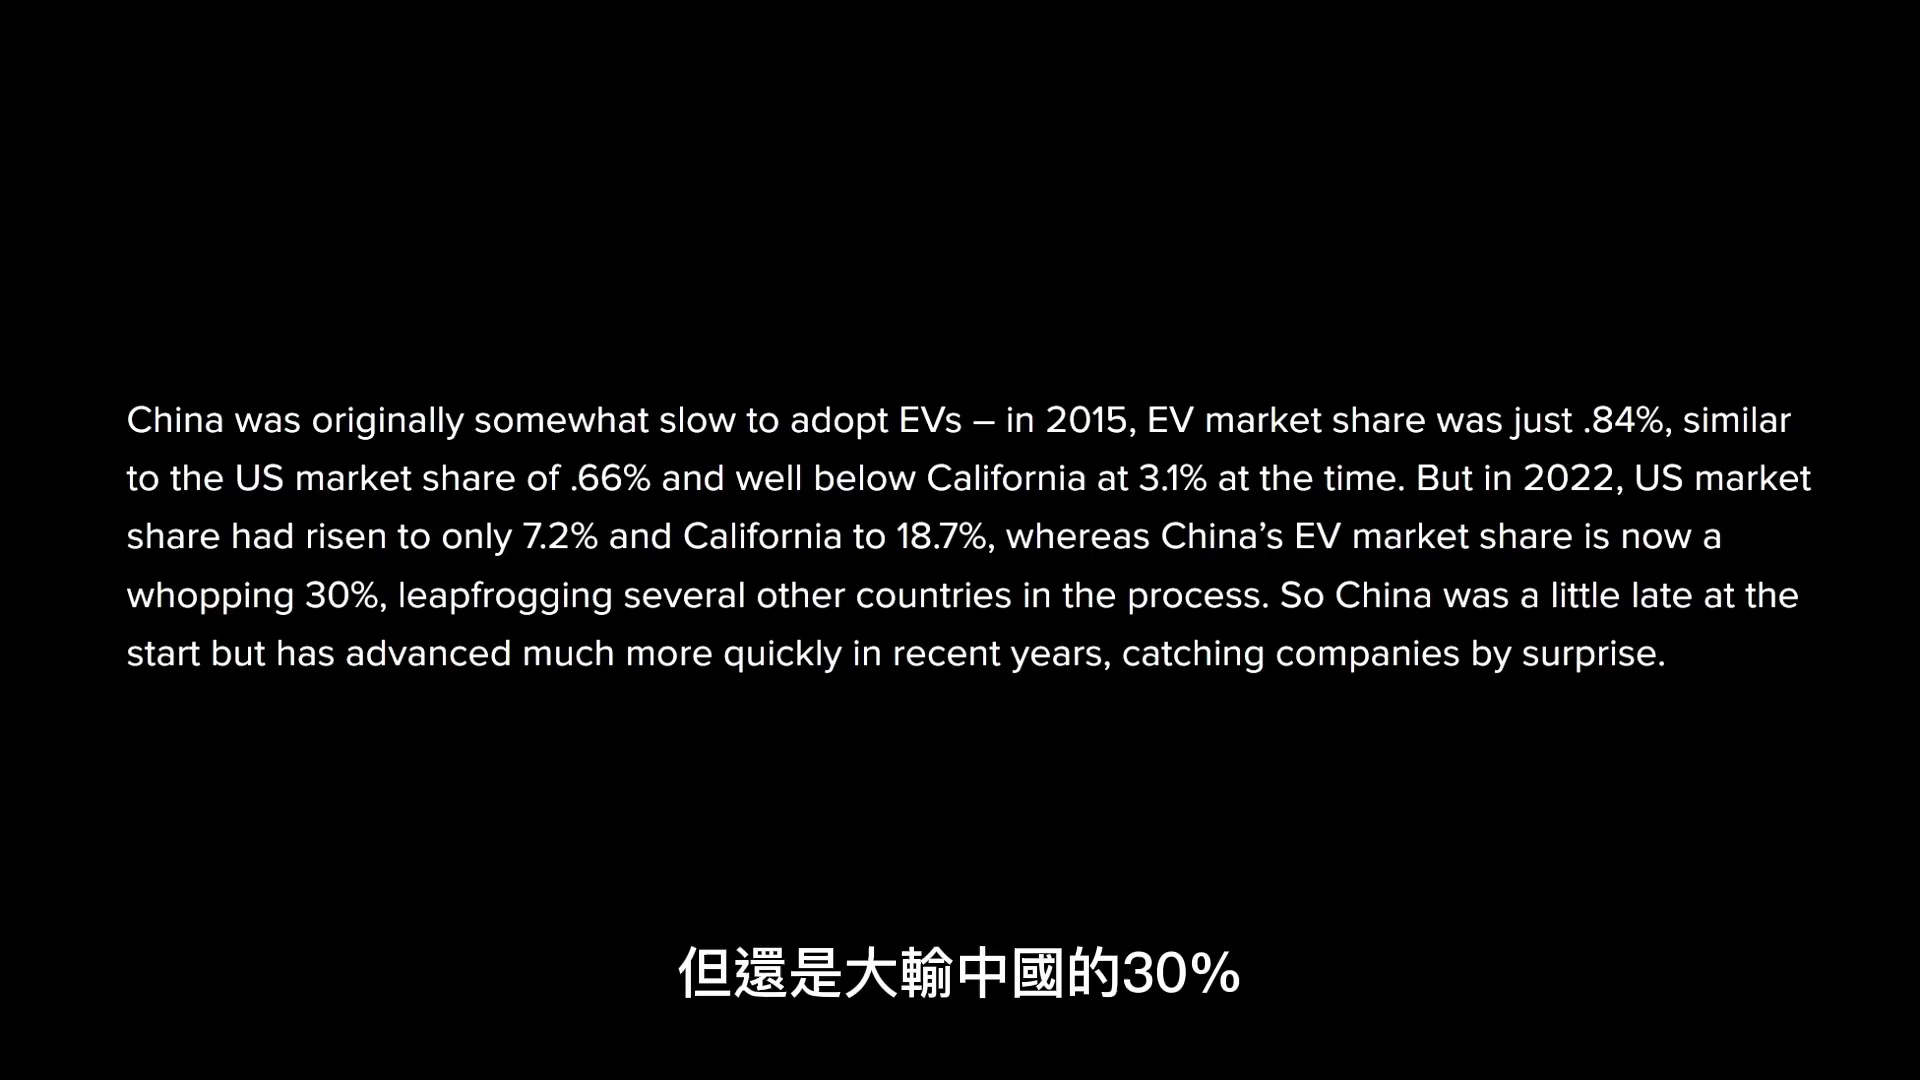 China was originally somewhat slow to adopt EVs – in 2015, EV market share was just .84%, similar
to the US market share of .66% and well below California at 3.1% at the time. But in 2022, US market
share had risen to only 7.2% and California to 18.7%, whereas China’s EV market share is now a
whopping 30%, leapfrogging several other countries in the process. So China was a little late at the
start but has advanced much more quickly in recent years, catching companies by surprise.
但還是大輸中國的30%